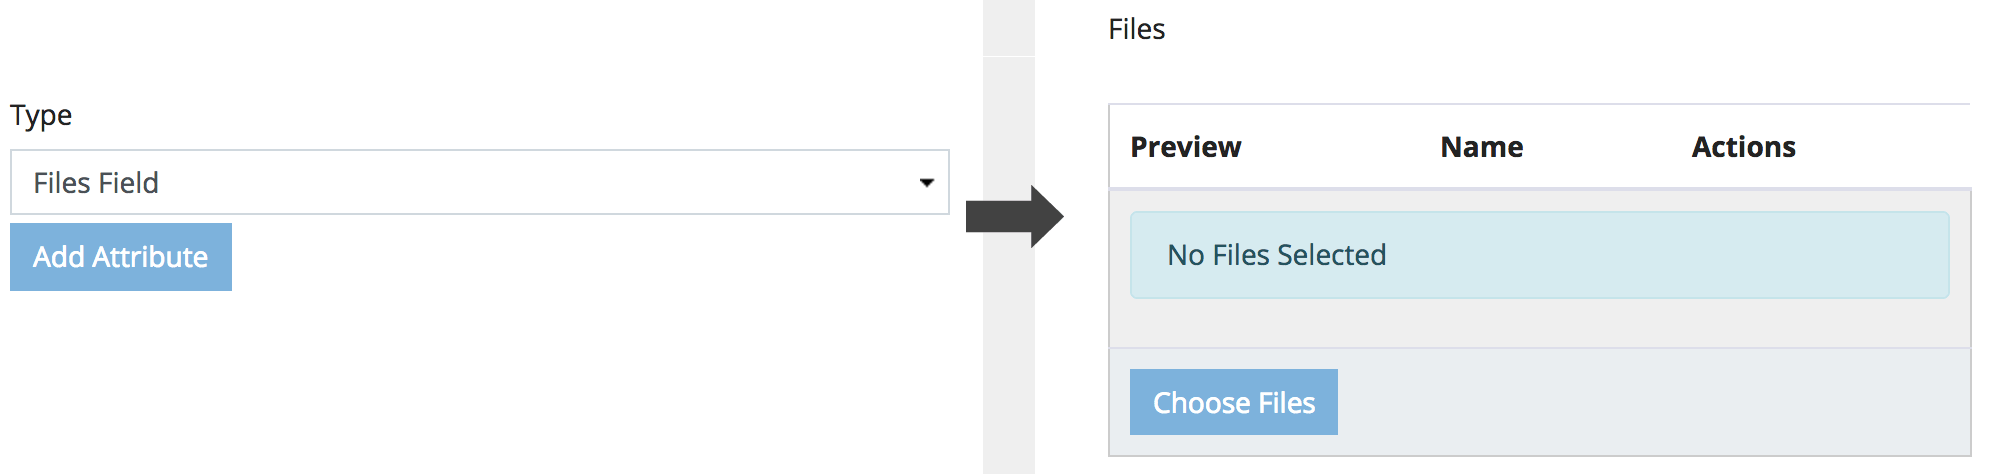 Type
Files Field
Add Attribute
Files
Preview Name Actions
No Files Selected
Choose Files